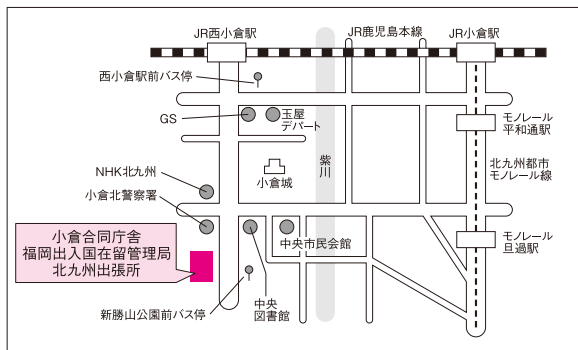 JR西小倉駅
JR鹿児島本線
JR小倉駅
西小倉駅前バス停
GS
玉屋
デパート
モノレール
平和通駅
紫川
NHK北九州
小倉城
北九州都市
モノレール線
小倉北警察署
小倉合同庁舎
福岡出入国在留管理局
北九州出張所
中央市民会館
モノレール
旦過駅
中央
図書館
新勝山公園前バス停